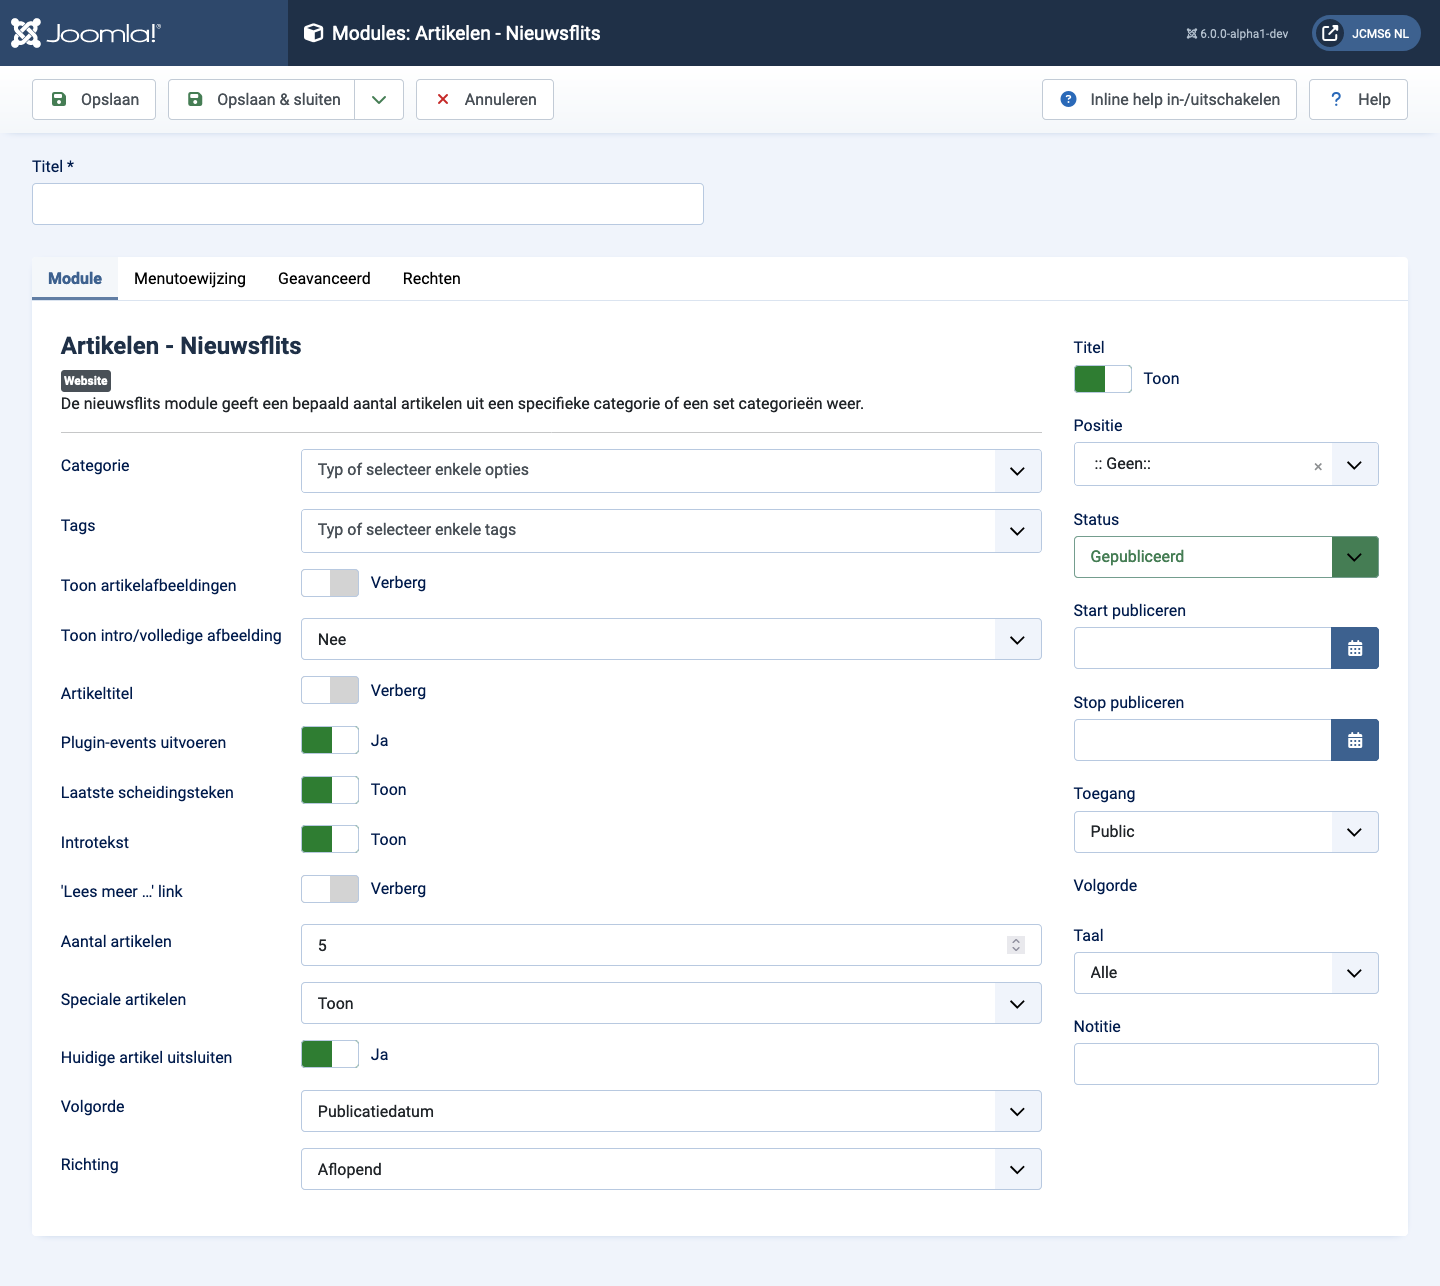 Joomla!®
Modules: Artikelen - Nieuwsflits
6.0.0-alpha1-dev
JCMS6 NL
Opslaan
Opslaan & sluiten
Annuleren
Inline help in-/uitschakelen
? Help
Titel *
Module
Menutoewijzing
Geavanceerd
Rechten
Artikelen - Nieuwsflits
Website
De nieuwsflits module geeft een bepaald aantal artikelen uit een specifieke categorie of een set categorieën weer.
Categorie
Typ of selecteer enkele opties
Tags
Typ of selecteer enkele tags
Toon artikelafbeeldingen
Verberg
Toon intro/volledige afbeelding
Nee
Artikeltitel
Verberg
Plugin-events uitvoeren
Ja
Laatste scheidingsteken
Toon
Introtekst
Toon
'Lees meer ...' link
Verberg
Aantal artikelen
5
Speciale artikelen
Toon
Huidige artikel uitsluiten
Ja
Volgorde
Publicatiedatum
Richting
Aflopend
Titel
Toon
Positie
:: Geen::
×
Status
Gepubliceerd
Start publiceren
Stop publiceren
Toegang
Public
Volgorde
Taal
Alle
Notitie